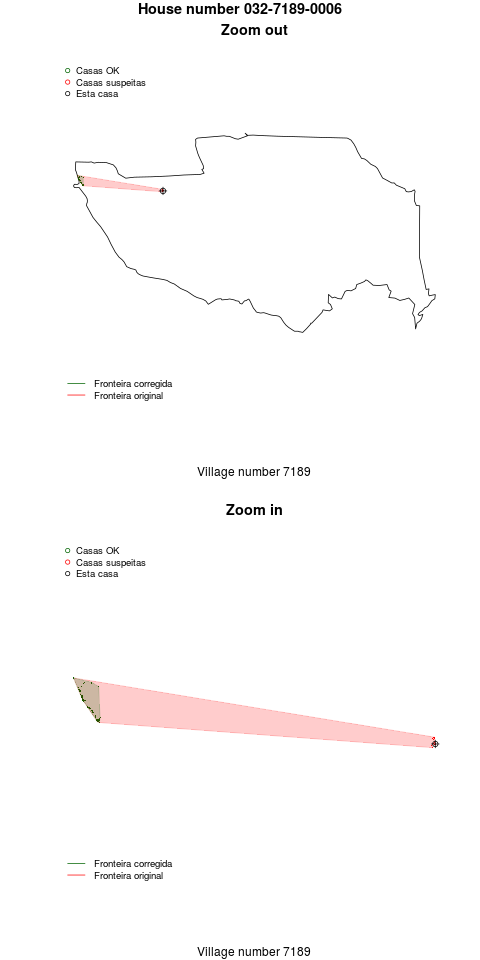 House number 032-7189-0006
Zoom out
Casas OK
Casas suspeitas
Esta casa
Fronteira corregida
Fronteira original
Village number 7189
Zoom in
Casas OK
Casas suspeitas
Esta casa
Fronteira corregida
Fronteira original
Village number 7189